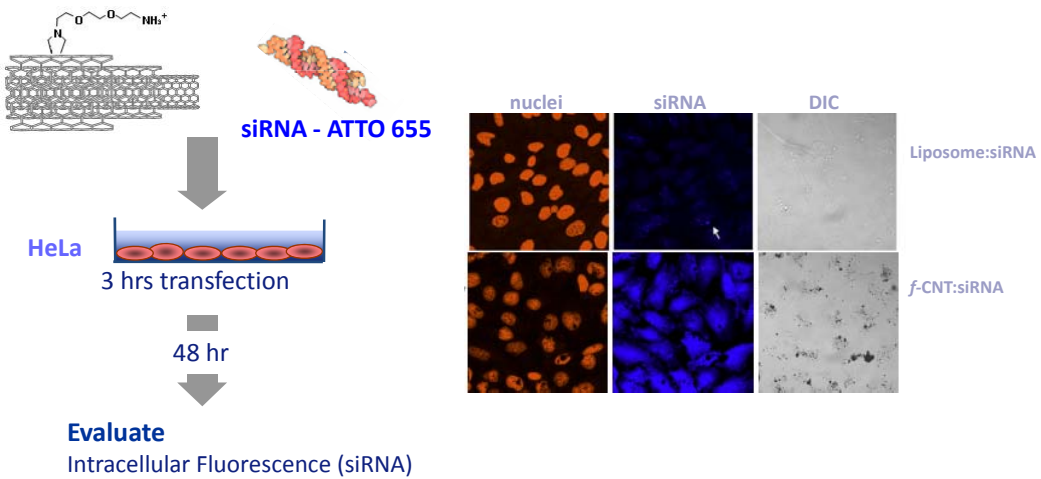 O
O
NH₃⁺
N
siRNA - ATTO 655
HeLa
3 hrs transfection
48 hr
Evaluate
Intracellular Fluorescence (siRNA)
nuclei siRNA DIC
Liposome:siRNA
f-CNT:siRNA